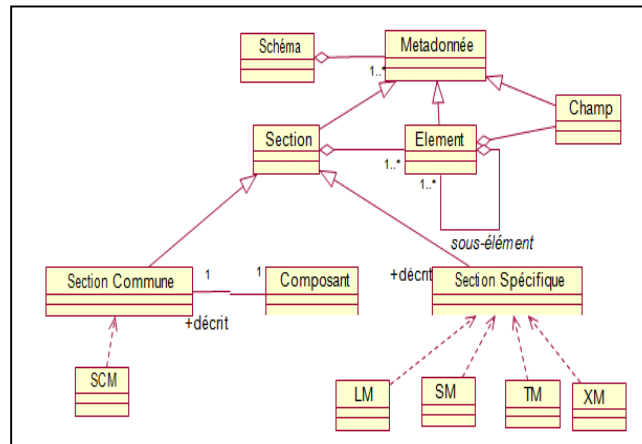 Schéma
Metadonnée
1..*
Champ
Section
Element
1..*
1..*
sous-élément
Section Commune
1
1
Composant
+décrit
+décrit
Section Spécifique
SCM
LM
SM
TM
XM